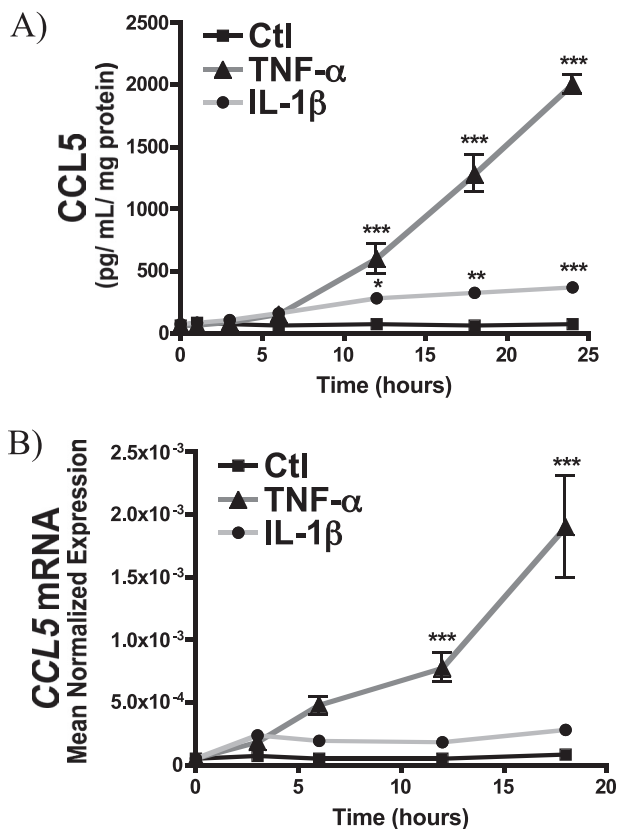 A)
Ctl
TNF-α
IL-1β
CCL5
(pg/ mL/ mg protein)
2500
2000
1500
1000
500
0
***
***
***
*
**
***
0 5 10 15 20 25
Time (hours)
B)
Ctl
TNF-α
IL-1β
CCL5 mRNA
Mean Normalized Expression
2.5x10-3
2.0x10-3
1.5x10-3
1.0x10-3
5.0x10-4
0
***
***
0 5 10 15 20
Time (hours)